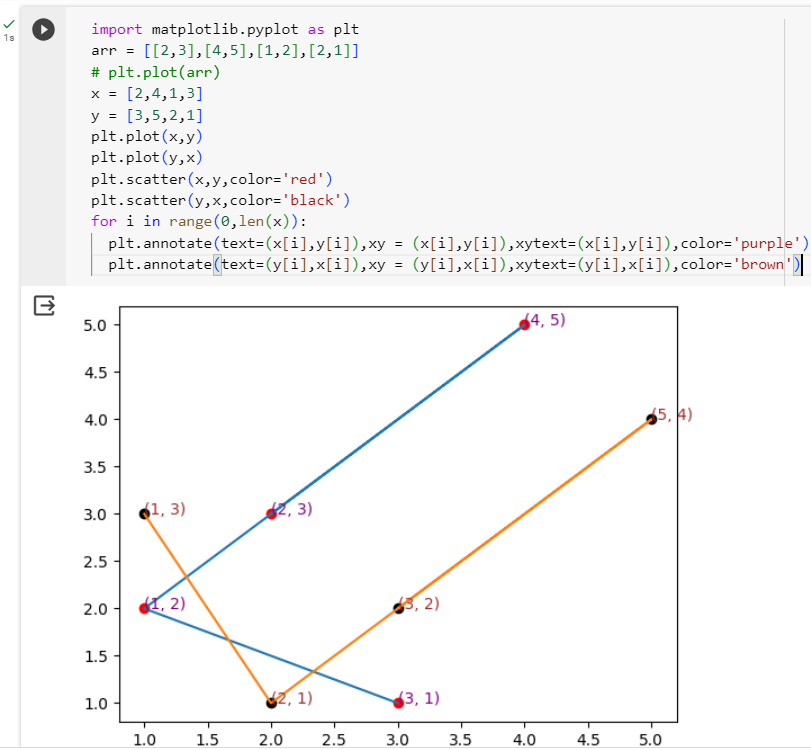 1s
import matplotlib.pyplot as plt
arr = [[2,3],[4,5],[1,2],[2,1]]
# plt.plot(arr)
x = [2,4,1,3]
y = [3,5,2,1]
plt.plot(x,y)
plt.plot(y,x)
plt.scatter(x,y,color='red')
plt.scatter(y,x,color='black')
for i in range(0,len(x)):
  plt.annotate(text=(x[i],y[i]),xy = (x[i],y[i]),xytext=(x[i],y[i]),color='purple')
  plt.annotate(text=(y[i],x[i]),xy = (y[i],x[i]),xytext=(y[i],x[i]),color='brown')
5.0
(4, 5)
4.5
4.0
(5, 4)
3.5
3.0
(1, 3)
(2, 3)
2.5
2.0
(1, 2)
(3, 2)
1.5
1.0
(2, 1)
(3, 1)
1.0 1.5 2.0 2.5 3.0 3.5 4.0 4.5 5.0